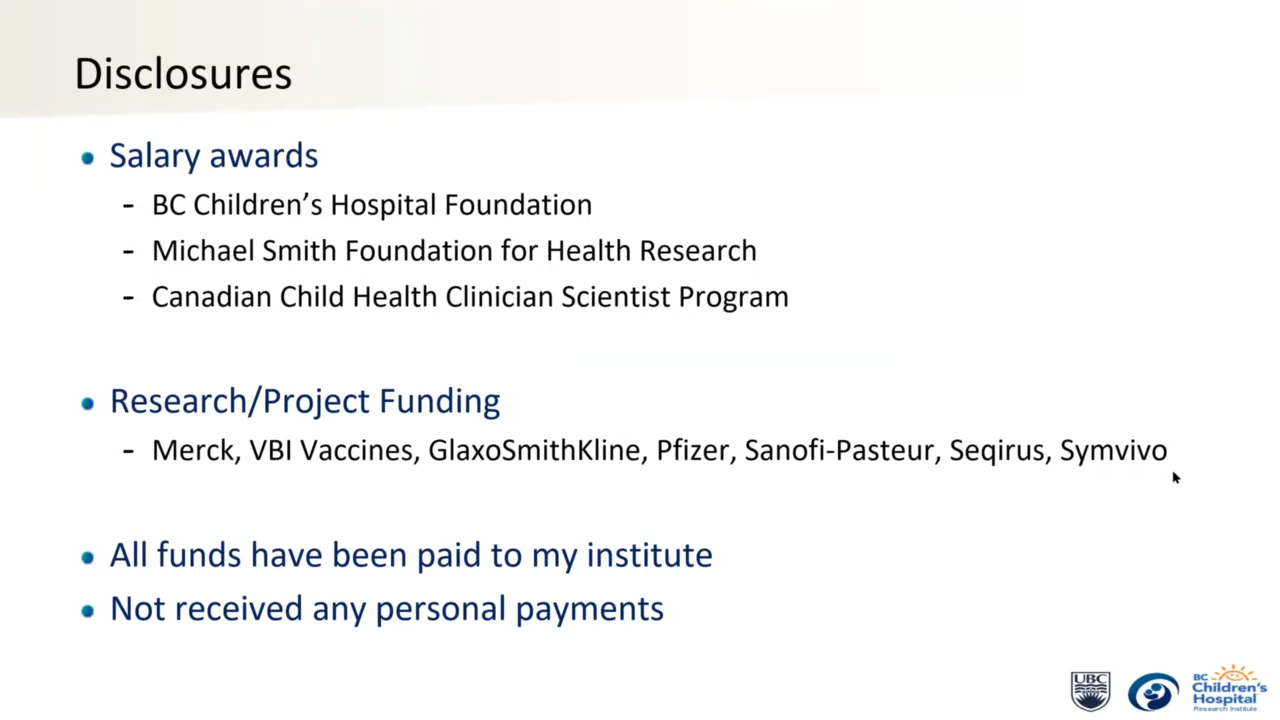 Disclosures
• Salary awards
- BC Children’s Hospital Foundation
- Michael Smith Foundation for Health Research
- Canadian Child Health Clinician Scientist Program
• Research/Project Funding
- Merck, VBI Vaccines, GlaxoSmithKline, Pfizer, Sanofi-Pasteur, Seqirus, Symvivo
• All funds have been paid to my institute
• Not received any personal payments
UBC
BC
Children's
Hospital
Research Institute